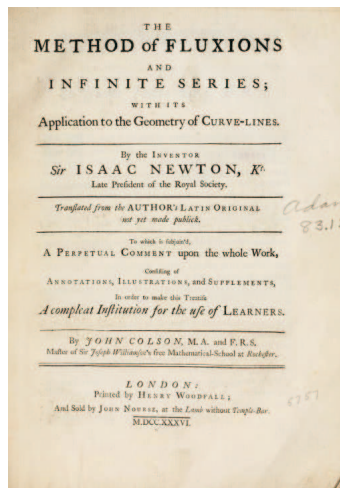 THE
METHOD of FLUXIONS
AND
INFINITE SERIES;
WITH ITS
Application to the Geometry of CURVE-LINES.
By the INVENTOR
Sir ISAAC NEWTON, Kt.
Late President of the Royal Society.
Translated from the AUTHOR's LATIN ORIGINAL
not yet made publick.
To which is subjoin'd,
A PERPETUAL COMMENT upon the whole Work,
Consisting of
ANNOTATIONS, ILLUSTRATIONS, and SUPPLEMENTS,
In order to make this Treatise
A compleat Institution for the use of LEARNERS.
By JOHN COLSON, M. A. and F. R. S.
Master of Sir Joseph Williamson's free Mathematical-School at Rochester.
LONDON:
Printed by HENRY WOODFALL;
And Sold by JOHN NOURSE, at the Lamb without Temple-Bar.
M.DCC.XXXVI.
Adam
83.1